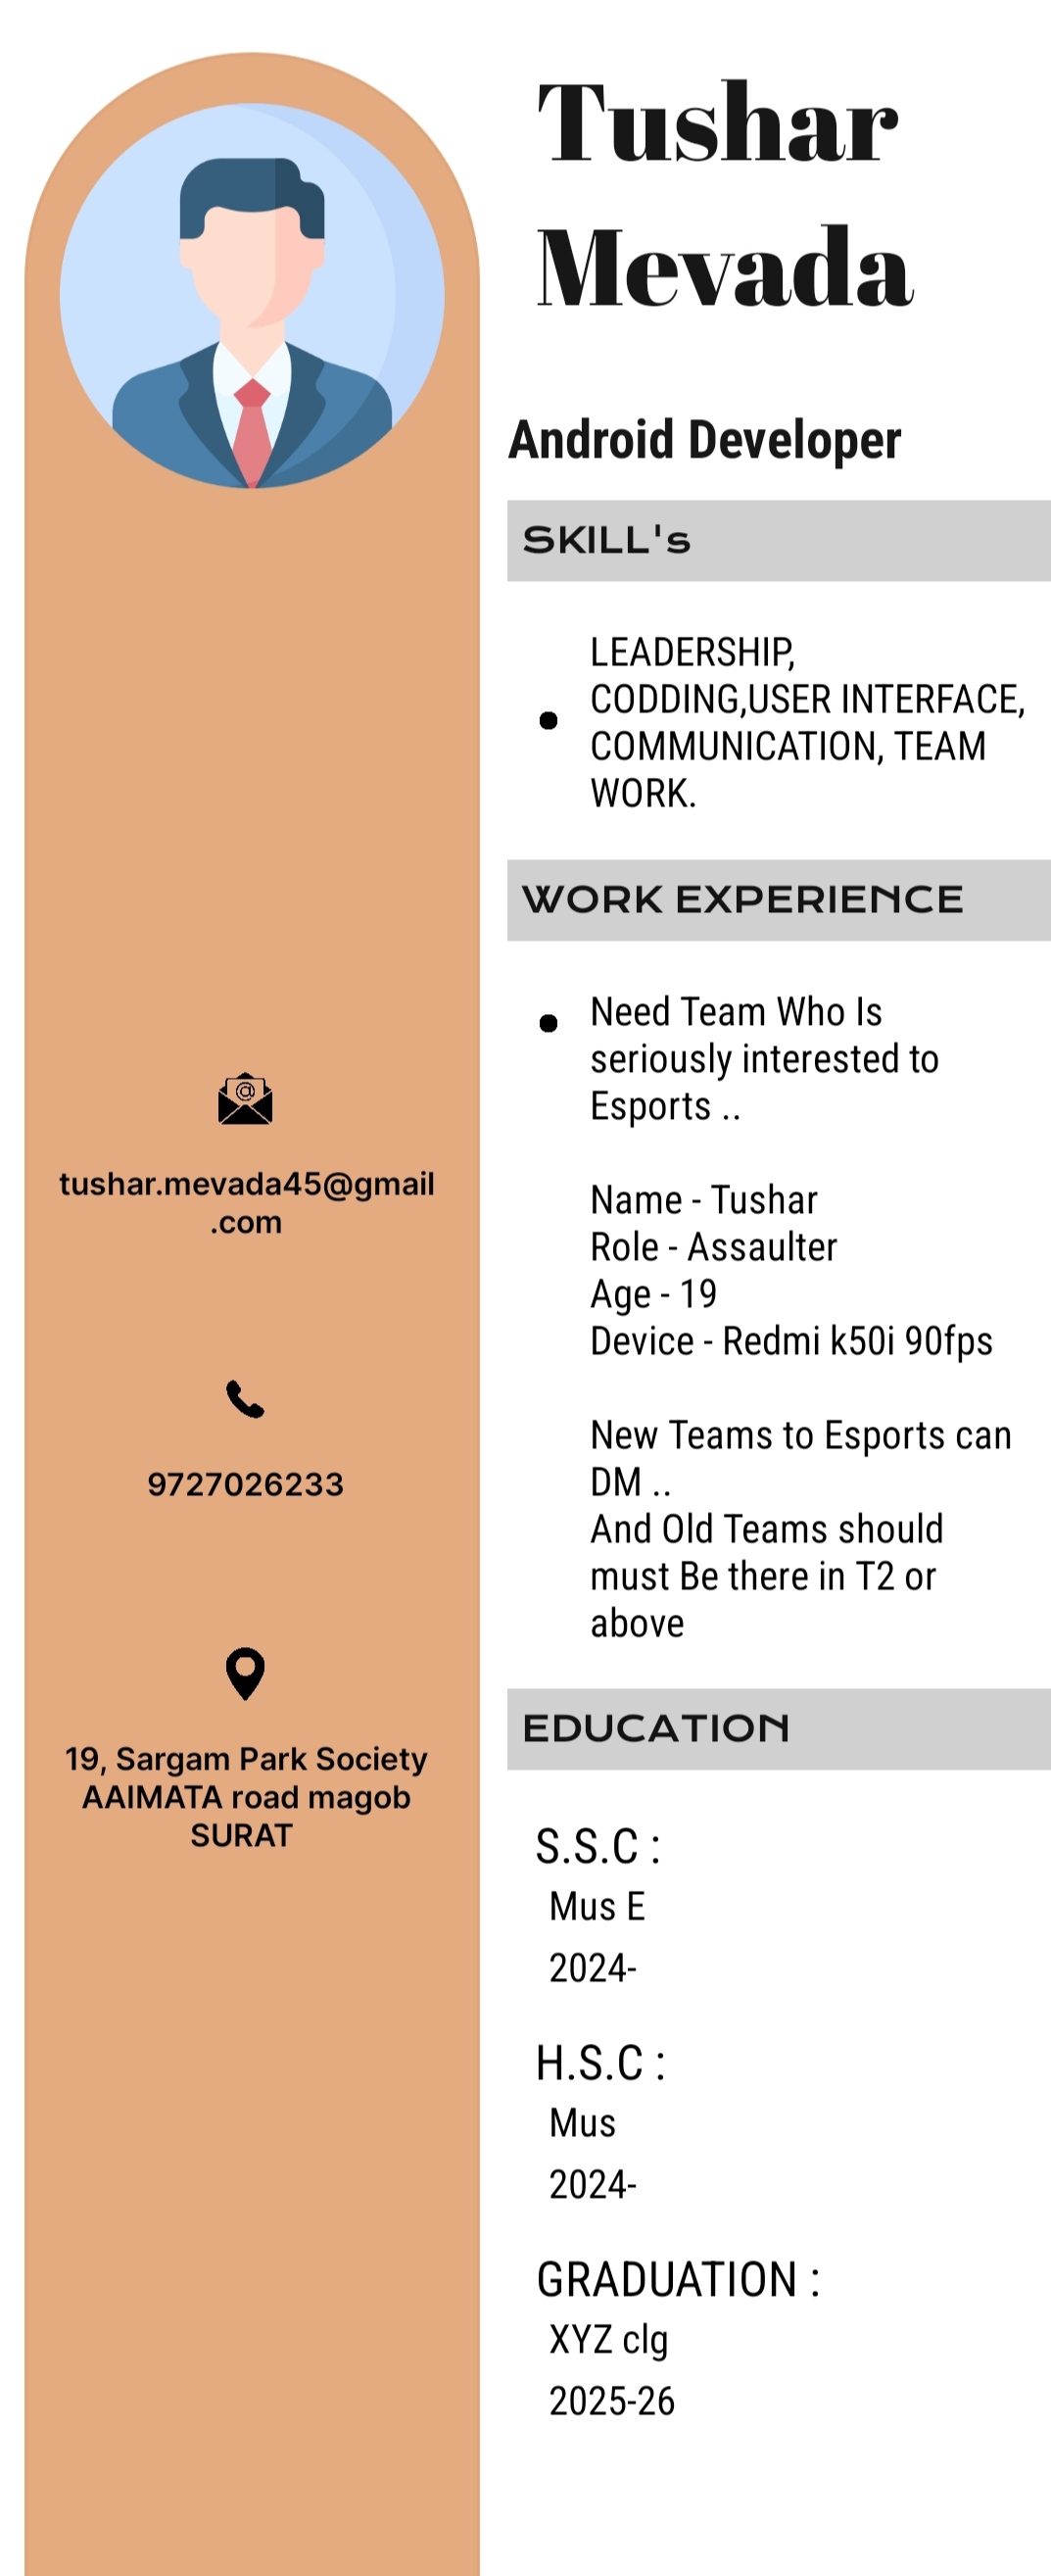 Tushar
Mevada
Android Developer
SKILL's
LEADERSHIP,
CODDING,USER INTERFACE,
COMMUNICATION, TEAM
WORK.
WORK EXPERIENCE
Need Team Who Is
seriously interested to
Esports ..
Name - Tushar
Role - Assaulter
Age - 19
Device - Redmi k50i 90fps
New Teams to Esports can
DM ..
And Old Teams should
must Be there in T2 or
above
EDUCATION
S.S.C :
Mus E
2024-
H.S.C :
Mus
2024-
GRADUATION :
XYZ clg
2025-26
@
tushar.mevada45@gmail
.com
9727026233
19, Sargam Park Society
AAIMATA road magob
SURAT